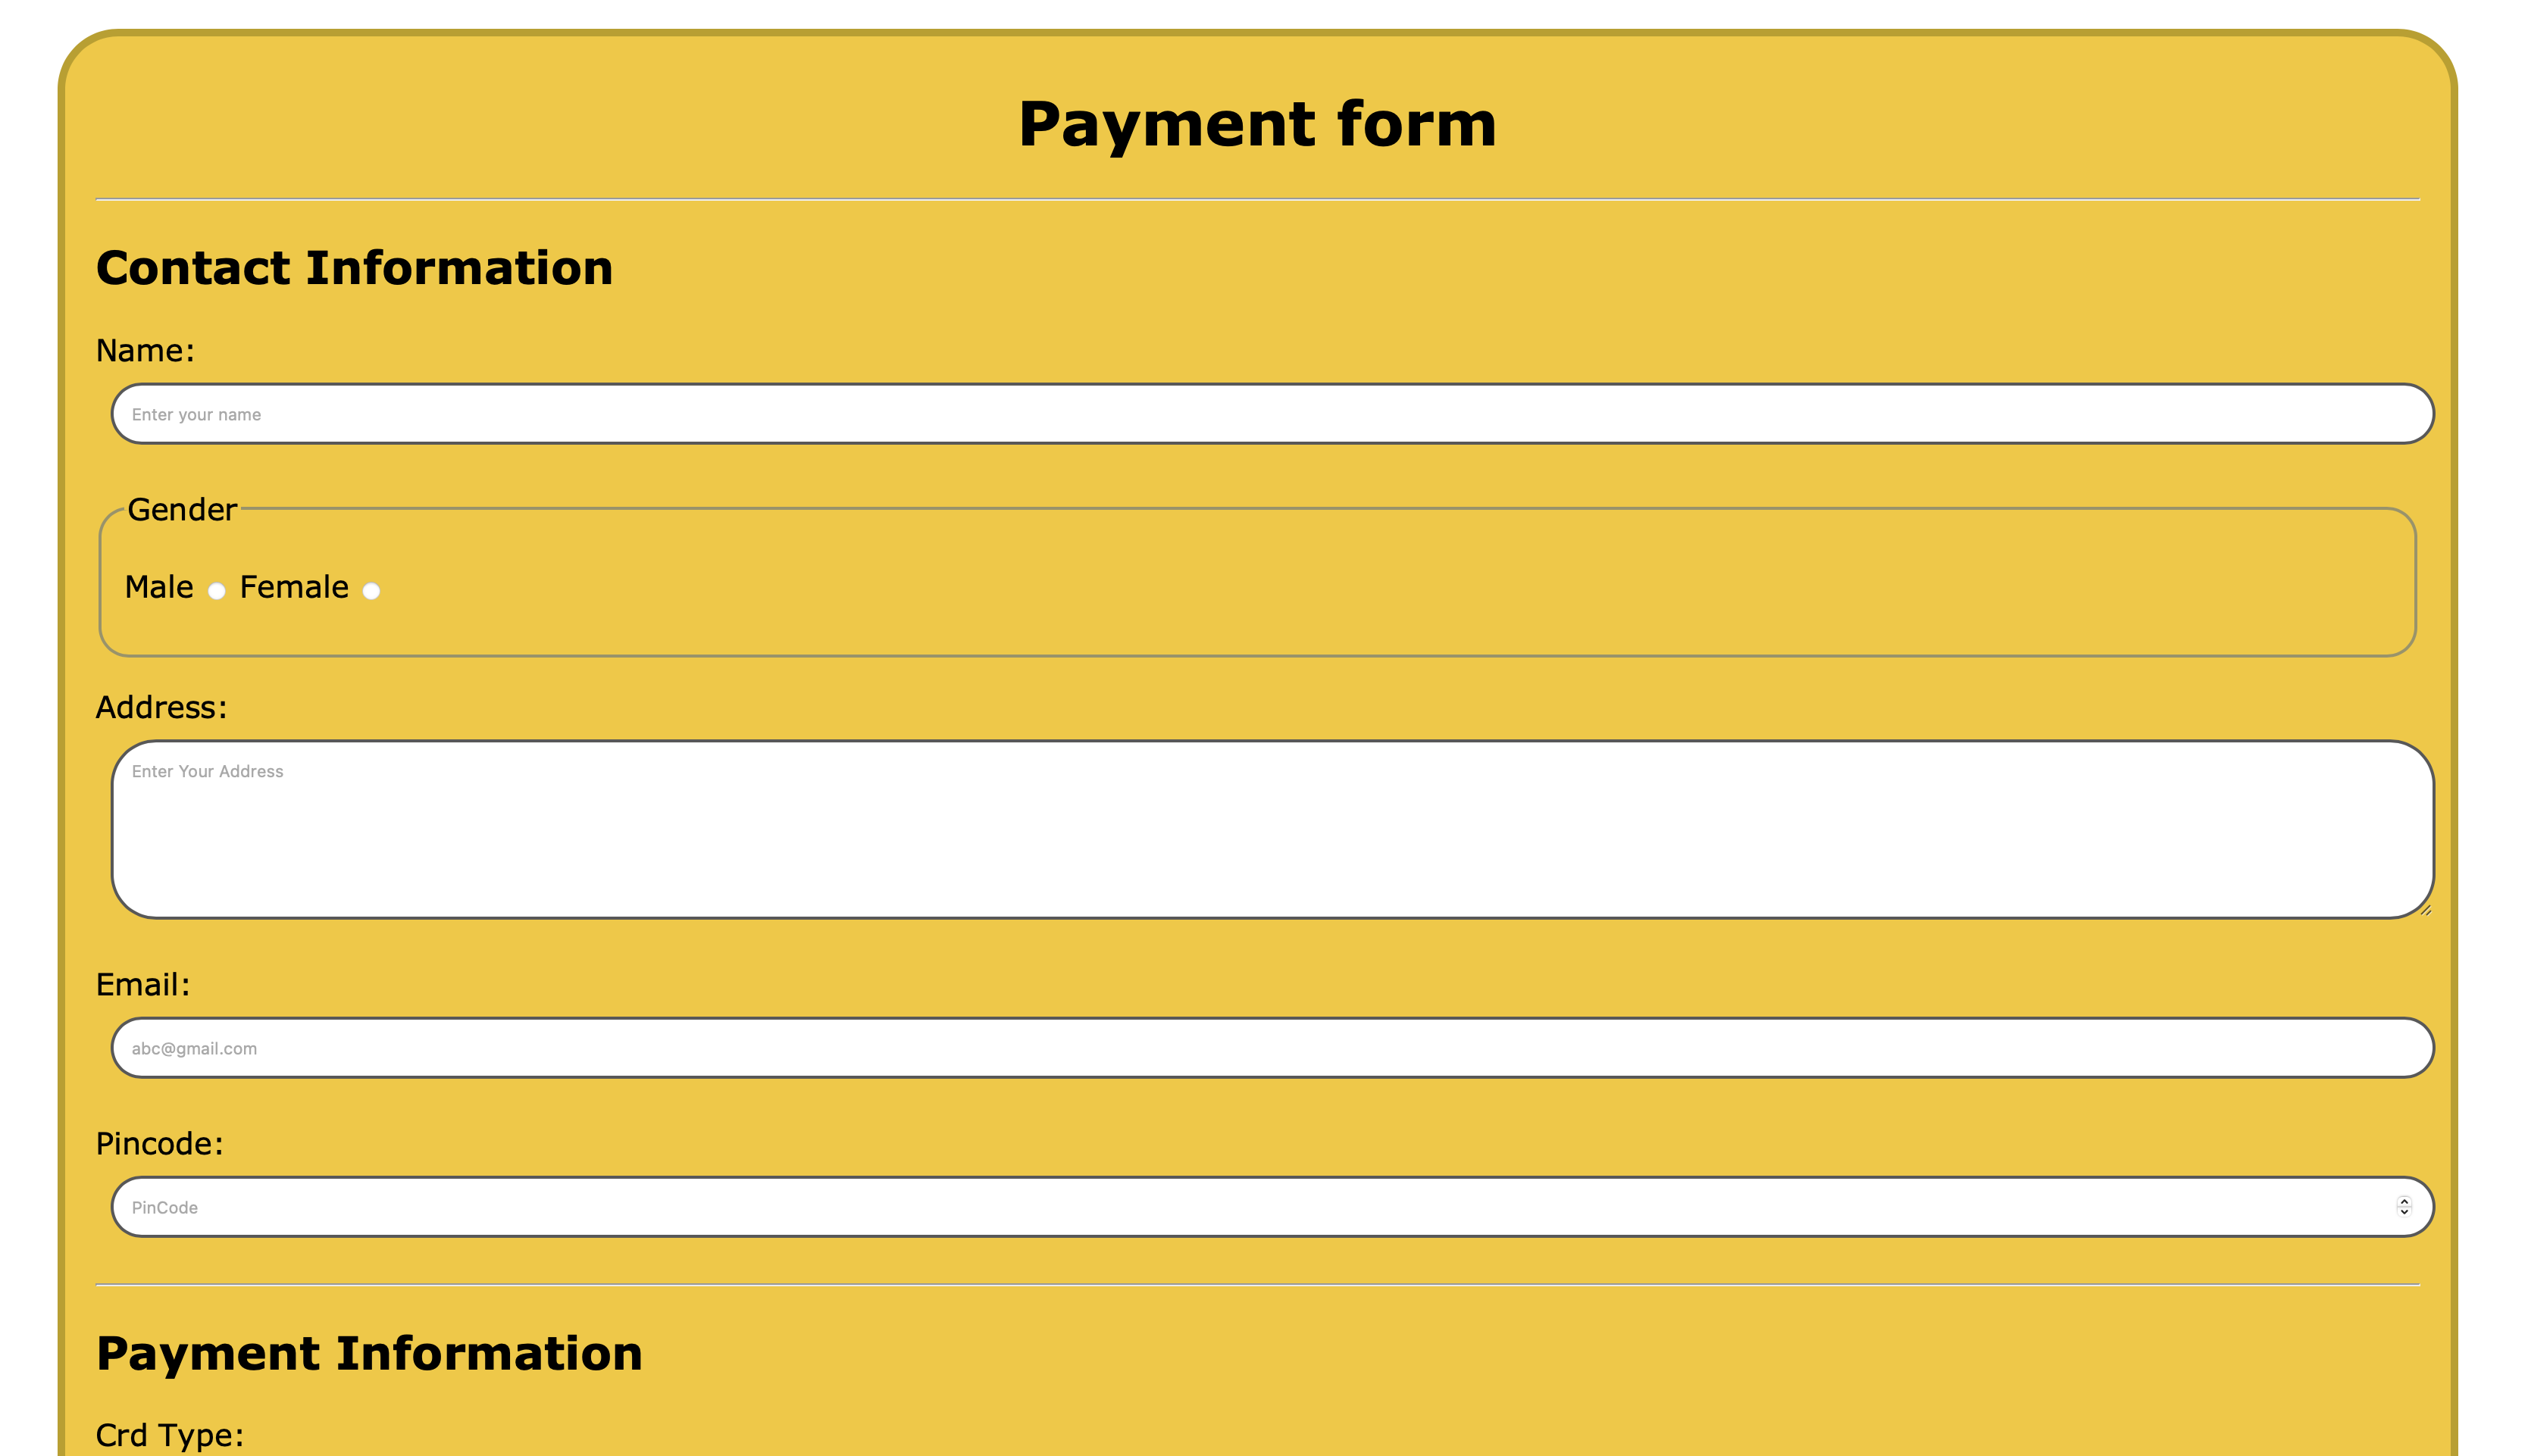 Payment form
Contact Information
Name:
Enter your name
Gender
Male Female
Address:
Enter Your Address
Email:
abc@gmail.com
Pincode:
PinCode
Payment Information
Crd Type: